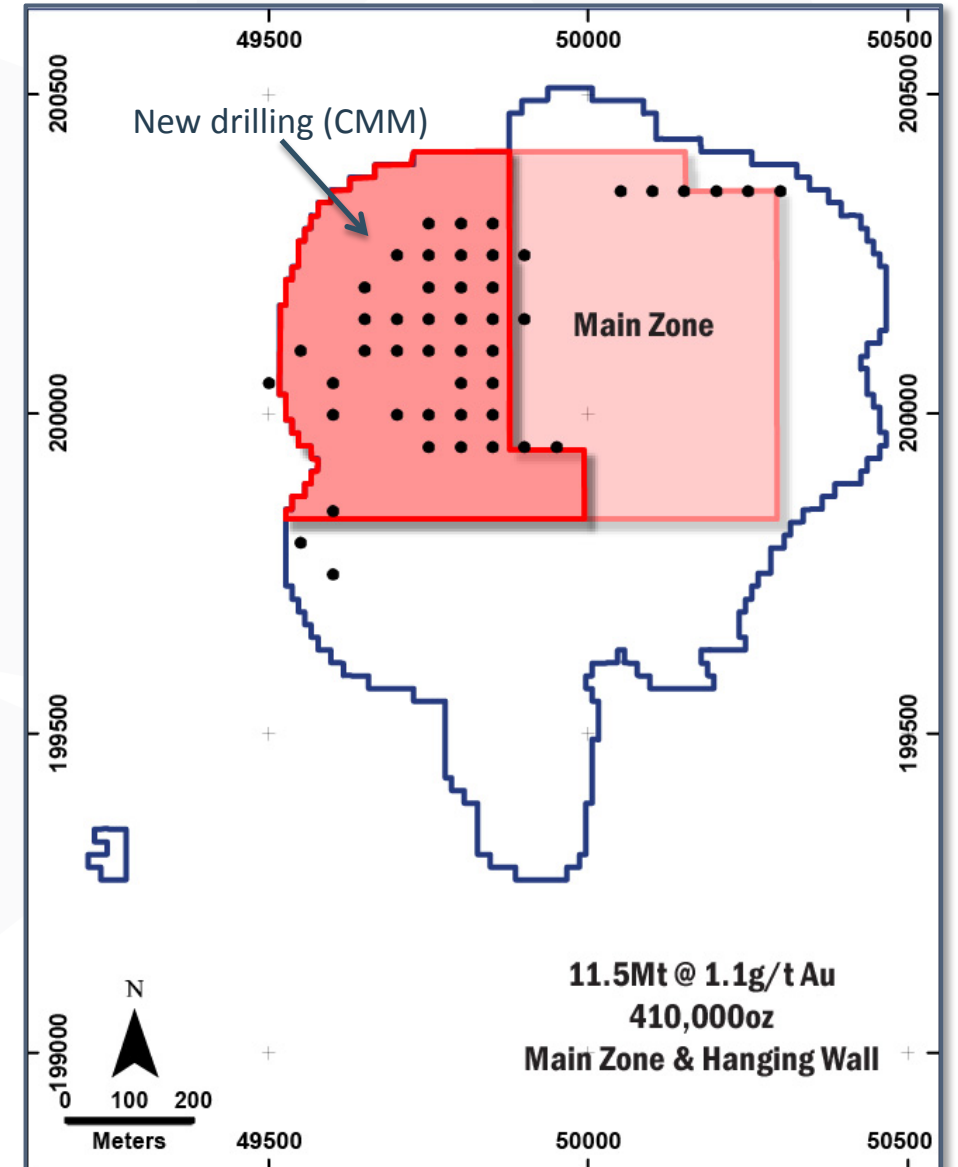 49500 50000 50500
200500
200500
New drilling (CMM)
Main Zone
200000
200000
199500
199500
11.5Mt @ 1.1g/t Au
410,000oz
Main Zone & Hanging Wall
N
199000
0 100 200
Meters
49500 50000 50500